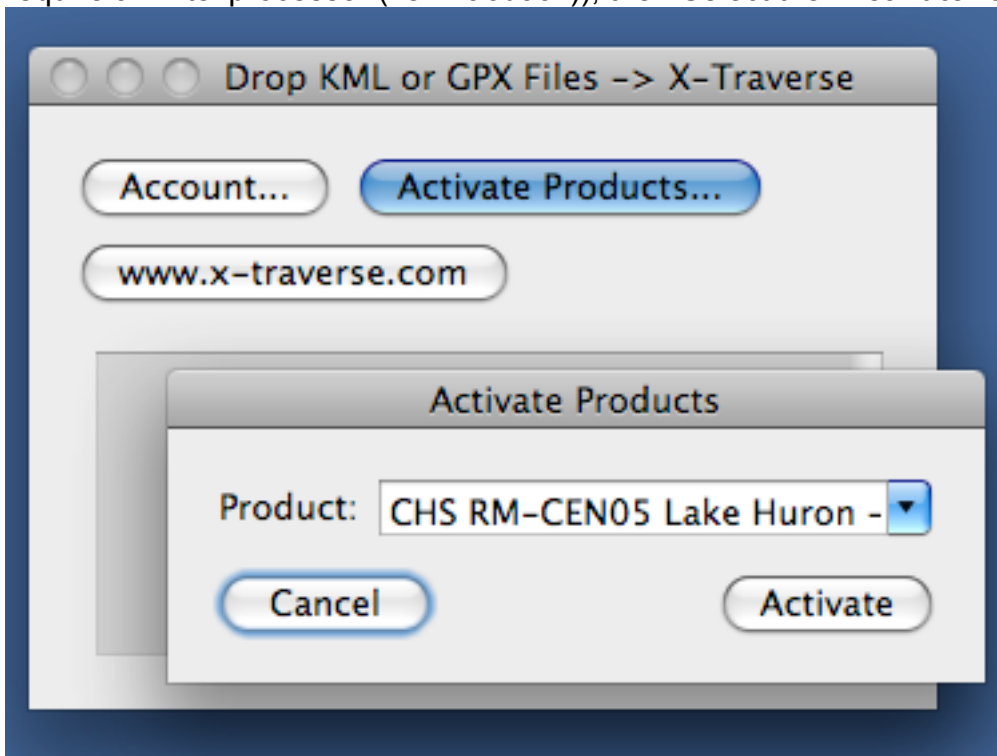 Drop KML or GPX Files -> X-Traverse
Account... Activate Products...
www.x-traverse.com
Activate Products
Product: CHS RM-CEN05 Lake Huron -
Cancel Activate